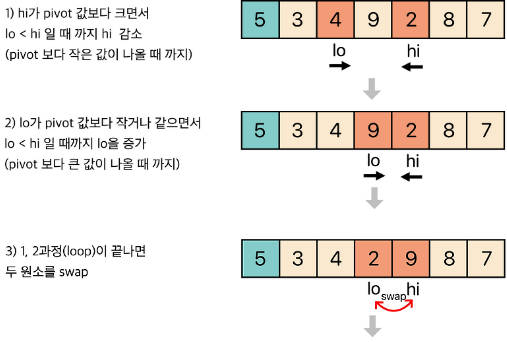 1) hi가 pivot 값보다 크면서
lo < hi 일 때 까지 hi 감소
(pivot 보다 작은 값이 나올 때 까지)
5 3 4 9 2 8 7
lo hi
2) lo가 pivot 값보다 작거나 같으면서
lo < hi 일 때까지 lo을 증가
(pivot 보다 큰 값이 나올 때 까지)
5 3 4 9 2 8 7
lo hi
3) 1, 2과정(loop)이 끝나면
두 원소를 swap
5 3 4 2 9 8 7
lo swap hi